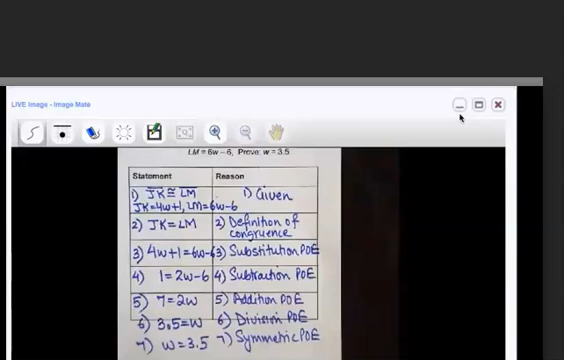 LIVE Image - Image Mate
LM = 6w – 6, Prove: w = 3.5
Statement Reason
1) JK ≅ LM 1) Given
JK=4w+1, LM=6w-6
2) JK=LM 2) Definition of
congruence
3) 4w+1=6w-6 3) Substitution POE
4) 1=2w-6 4) Subtraction POE
5) 7=2w 5) Addition POE
6) 3.5=w 6) Division POE
7) w=3.5 7) Symmetric POE